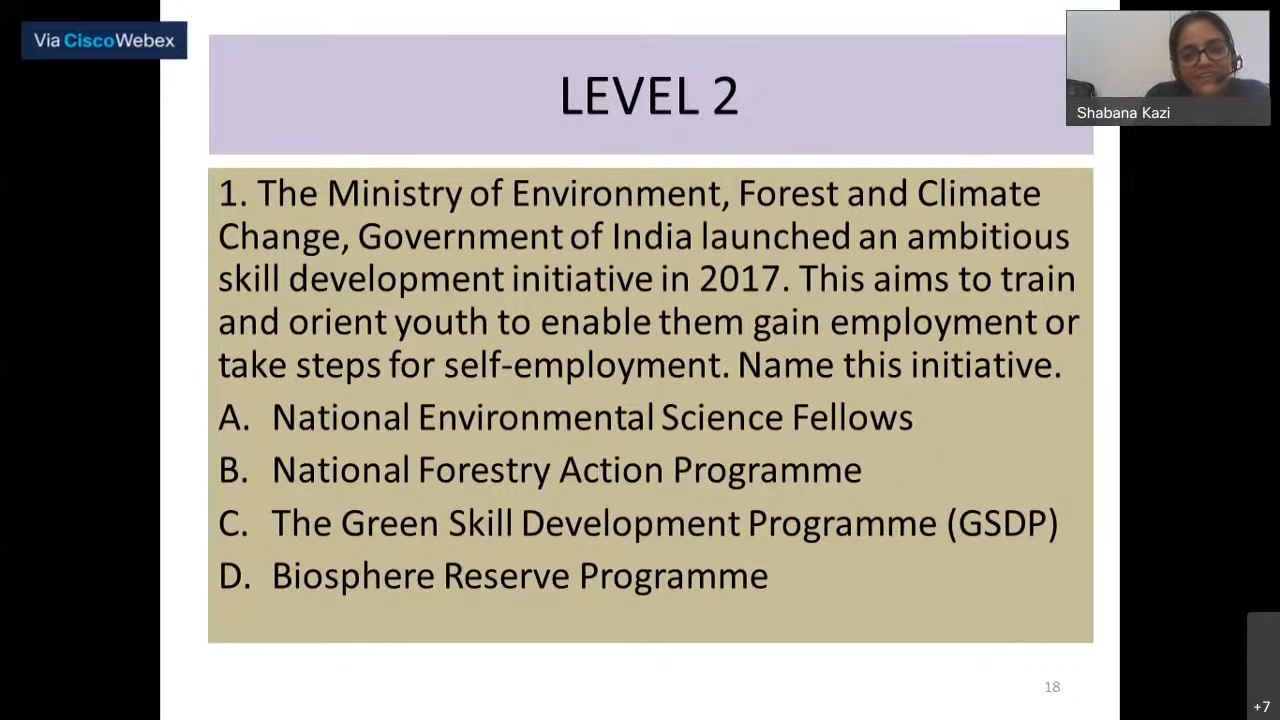 Via CiscoWebex
LEVEL 2
Shabana Kazi
1. The Ministry of Environment, Forest and Climate
Change, Government of India launched an ambitious
skill development initiative in 2017. This aims to train
and orient youth to enable them gain employment or
take steps for self-employment. Name this initiative.
A. National Environmental Science Fellows
B. National Forestry Action Programme
C. The Green Skill Development Programme (GSDP)
D. Biosphere Reserve Programme
18
+7